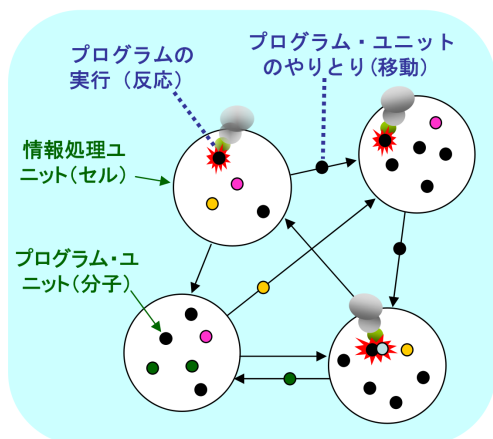 プログラムの
実行（反応）
プログラム・ユニット
のやりとり(移動)
情報処理ユ
ニット(セル)
プログラム・ユ
ニット(分子)